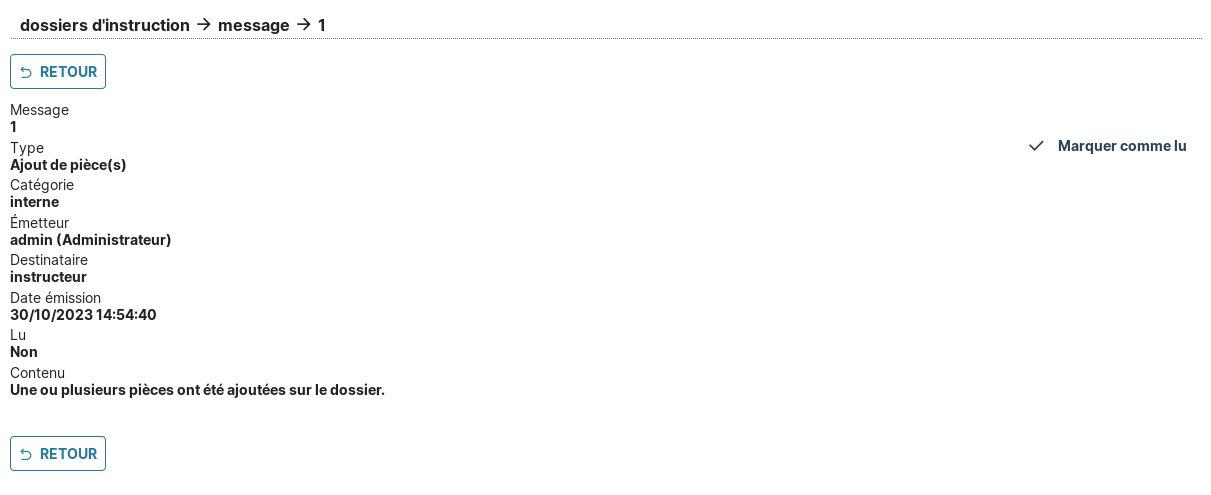 dossiers d'instruction → message → 1
RETOUR
Message
1
Type
Ajout de pièce(s)
Marquer comme lu
Catégorie
interne
Émetteur
admin (Administrateur)
Destinataire
instructeur
Date émission
30/10/2023 14:54:40
Lu
Non
Contenu
Une ou plusieurs pièces ont été ajoutées sur le dossier.
RETOUR